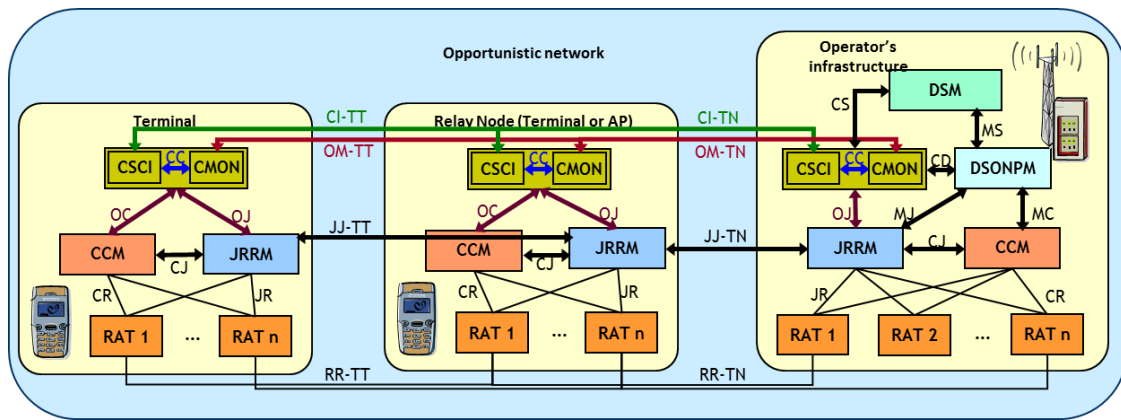 Opportunistic network
Operator's
infrastructure
DSM
CS
MS
Terminal
CI-TT
Relay Node (Terminal or AP)
CI-TN
OM-TT
OM-TN
CSCI
CC
CMON
CSCI
CC
CMON
CSCI
CC
CMON
CD
DSONPM
OC
OJ
OC
OJ
OJ
MJ
MC
JJ-TT
JJ-TN
CCM
CJ
JRRM
CCM
CJ
JRRM
JRRM
CJ
CCM
CR
JR
CR
JR
JR
CR
RAT 1
...
RAT n
RAT 1
...
RAT n
RAT 1
RAT 2
...
RAT n
RR-TT
RR-TN